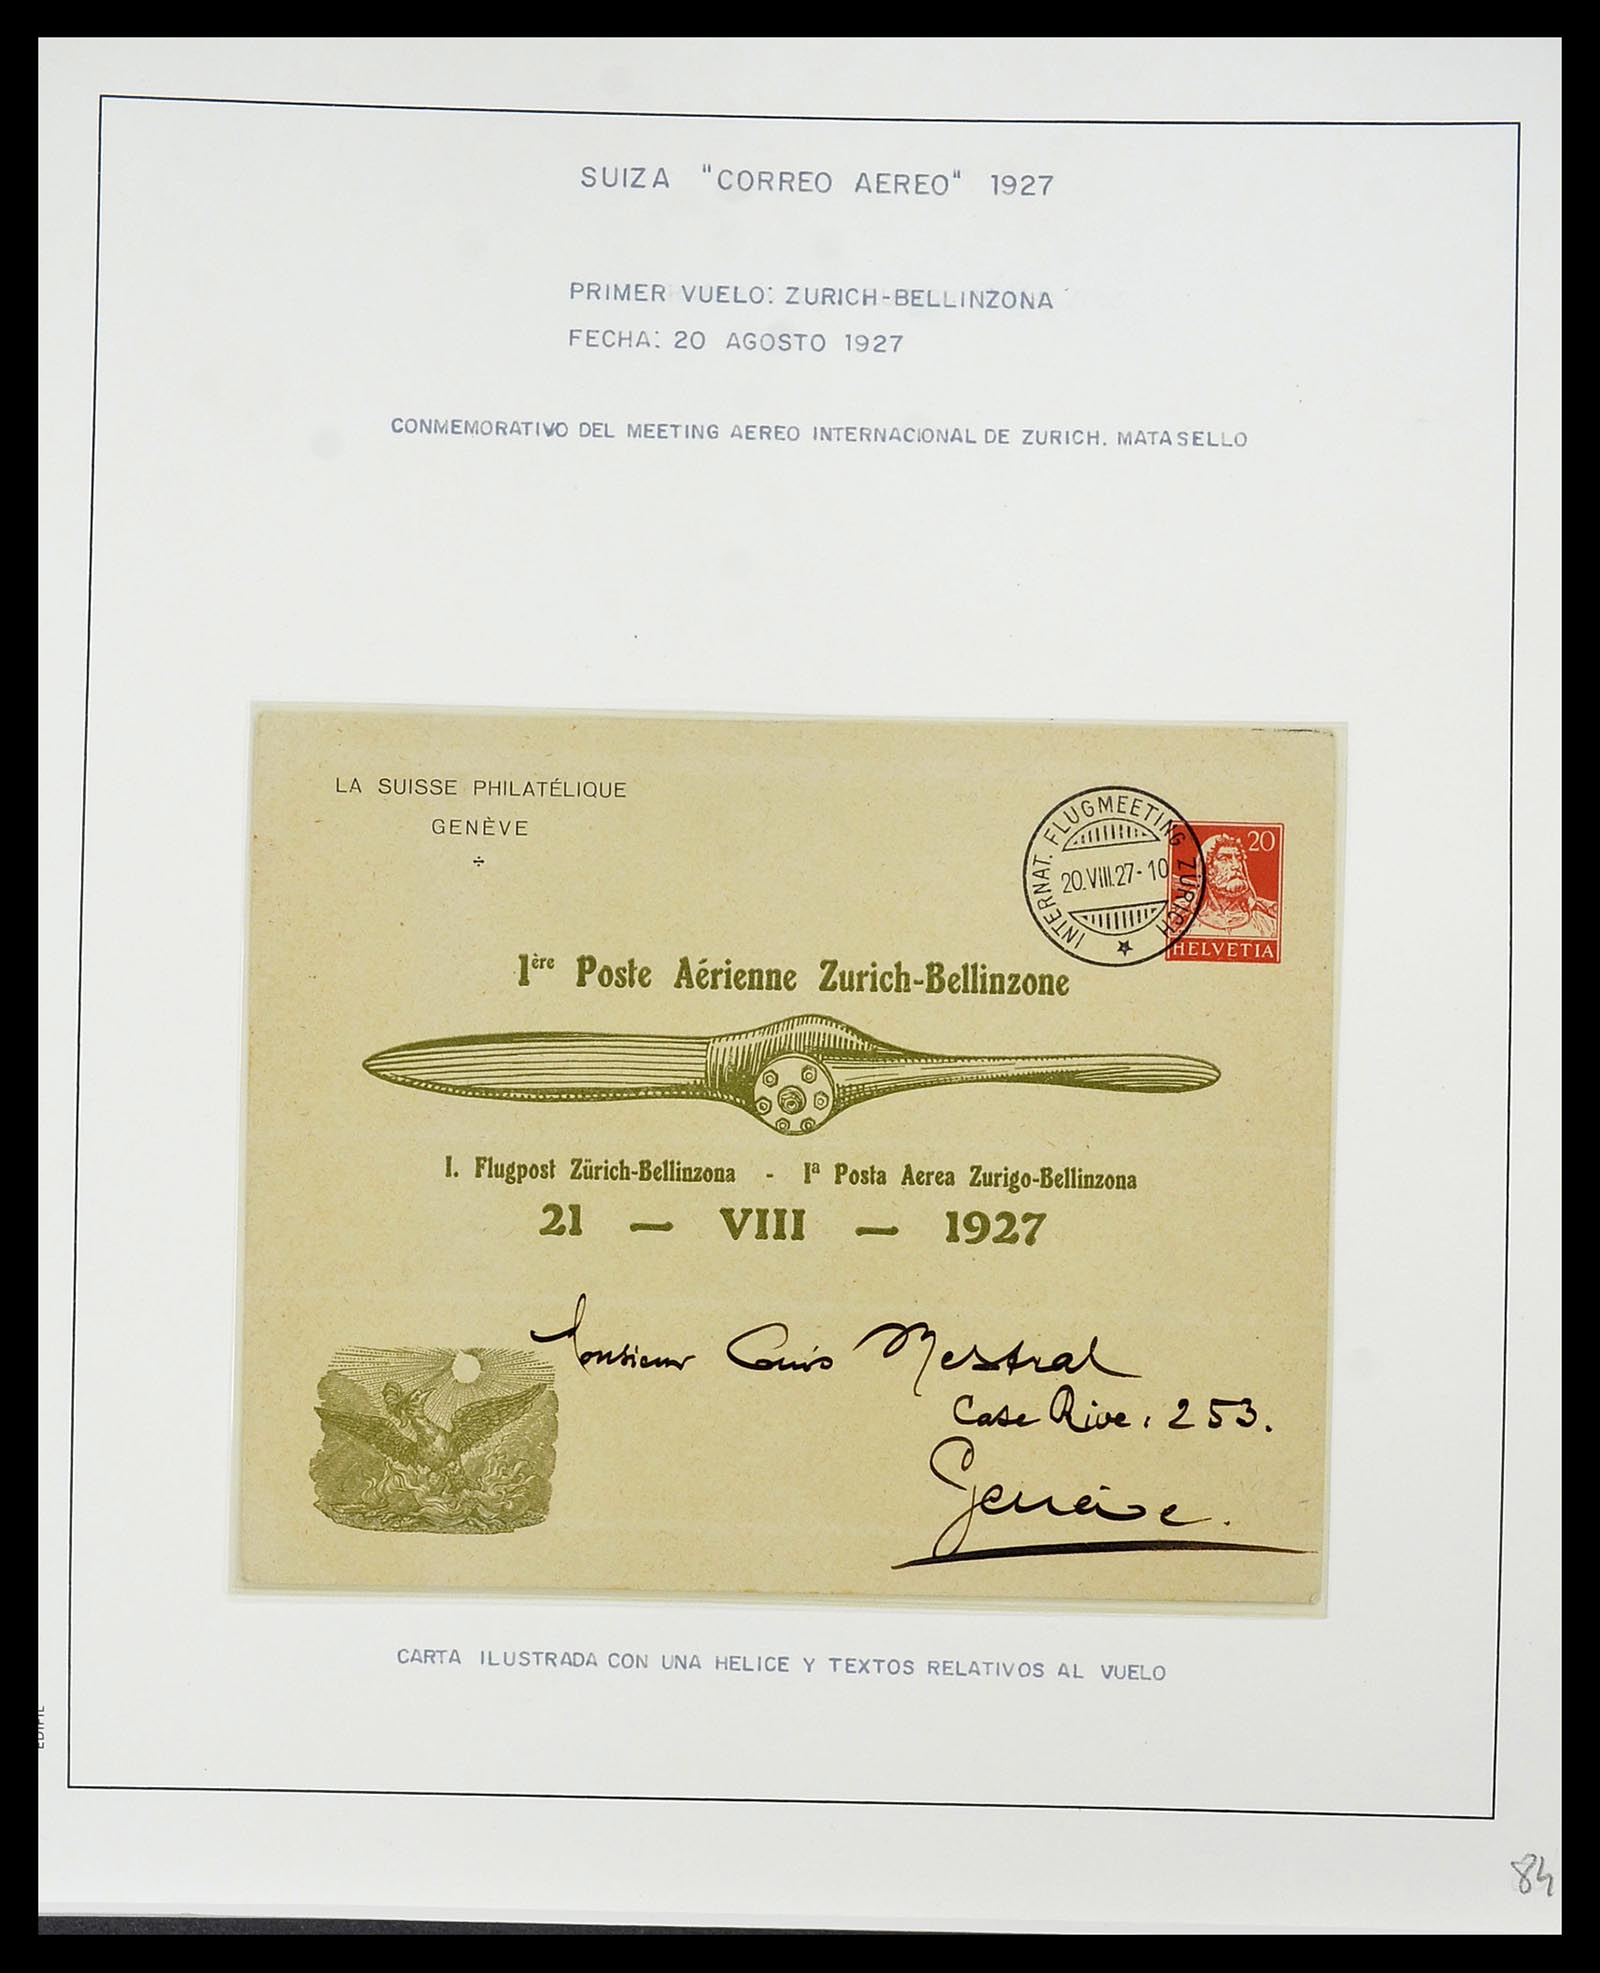 SUIZA "CORREO AEREO" 1927
PRIMER VUELO: ZURICH-BELLINZONA
FECHA: 20 AGOSTO 1927
CONMEMORATIVO DEL MEETING AEREO INTERNACIONAL DE ZURICH. MATASELLO
LA SUISSE PHILATÉLIQUE
GENÈVE
INTERNAT. FLUGMEETING ZÜRICH
20.VIII.27-10
20
HELVETIA
1ère Poste Aérienne Zurich-Bellinzone
I. Flugpost Zürich-Bellinzona - Iª Posta Aerea Zurigo-Bellinzona
21 — VIII — 1927
Monsieur Louis Mestral
Case Rive. 253.
Genève.
CARTA ILUSTRADA CON UNA HELICE Y TEXTOS RELATIVOS AL VUELO
EDIFIL
84